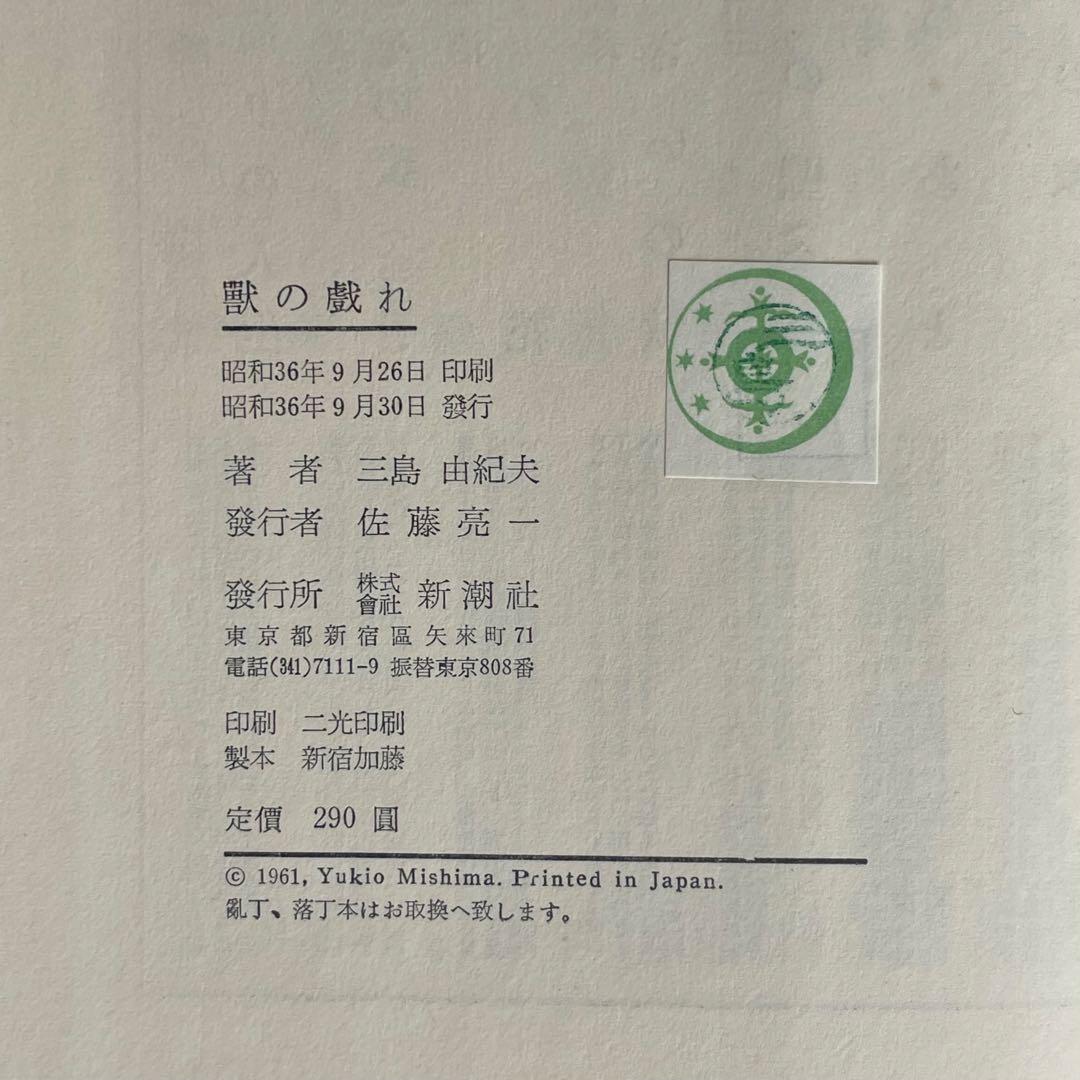 獸の戲れ
昭和36年9月26日 印刷
昭和36年9月30日 發行
著者 三島 由紀夫
發行者 佐藤亮一
發行所 株式會社 新潮社
東京都新宿區矢來町71
電話(341)7111-9 振替東京808番
印刷 二光印刷
製本 新宿加藤
定價 290 圓
© 1961, Yukio Mishima. Printed in Japan.
亂丁、落丁本はお取換へ致します。